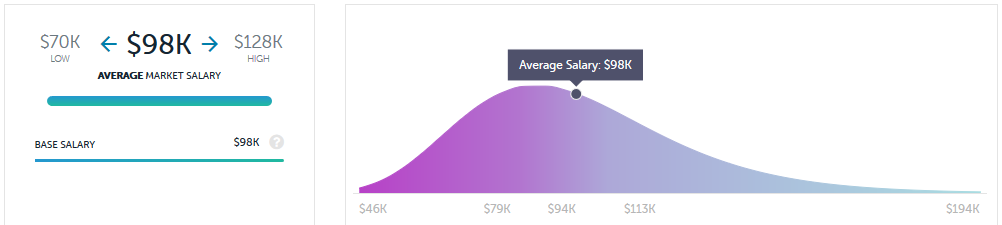 $70K
LOW
$98K
$128K
HIGH
AVERAGE MARKET SALARY
BASE SALARY
$98K
?
Average Salary: $98K
$46K
$79K
$94K
$113K
$194K